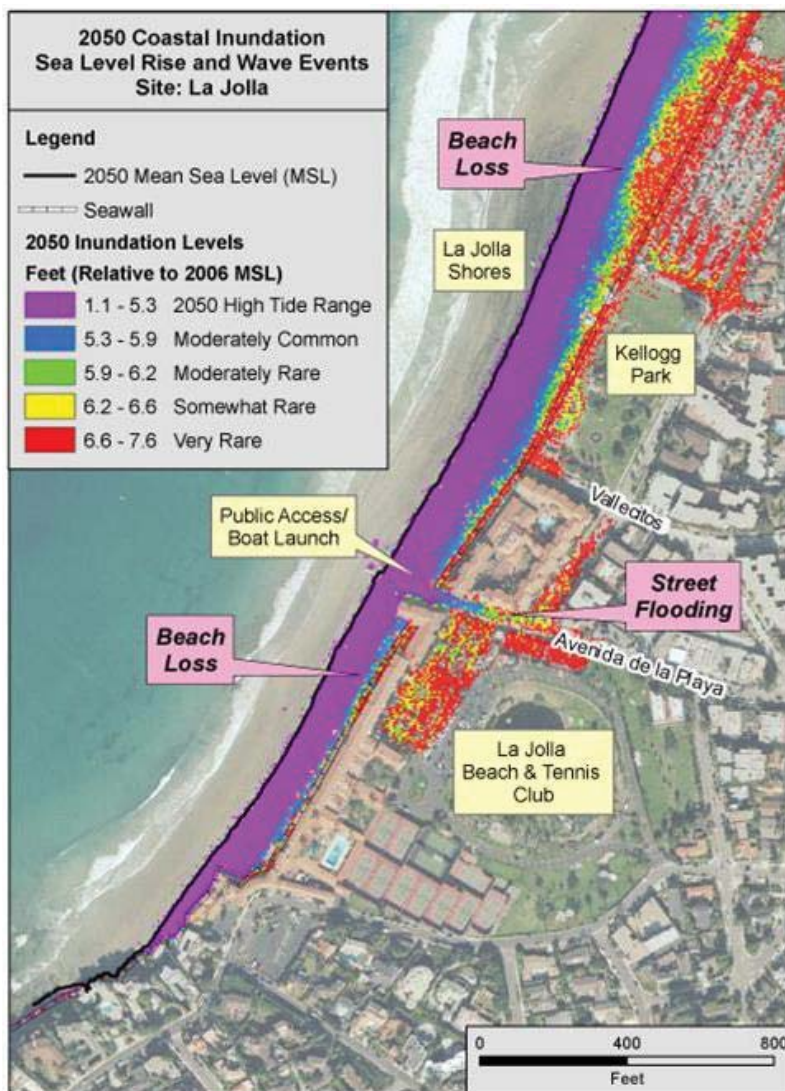 2050 Coastal Inundation
Sea Level Rise and Wave Events
Site: La Jolla
Legend
2050 Mean Sea Level (MSL)
Seawall
2050 Inundation Levels
Feet (Relative to 2006 MSL)
1.1 - 5.3 2050 High Tide Range
5.3 - 5.9 Moderately Common
5.9 - 6.2 Moderately Rare
6.2 - 6.6 Somewhat Rare
6.6 - 7.6 Very Rare
Beach
Loss
La Jolla
Shores
Kellogg
Park
Vallecitos
Public Access/
Boat Launch
Street
Flooding
Beach
Loss
Avenida de la Playa
La Jolla
Beach & Tennis
Club
0 400 800
Feet